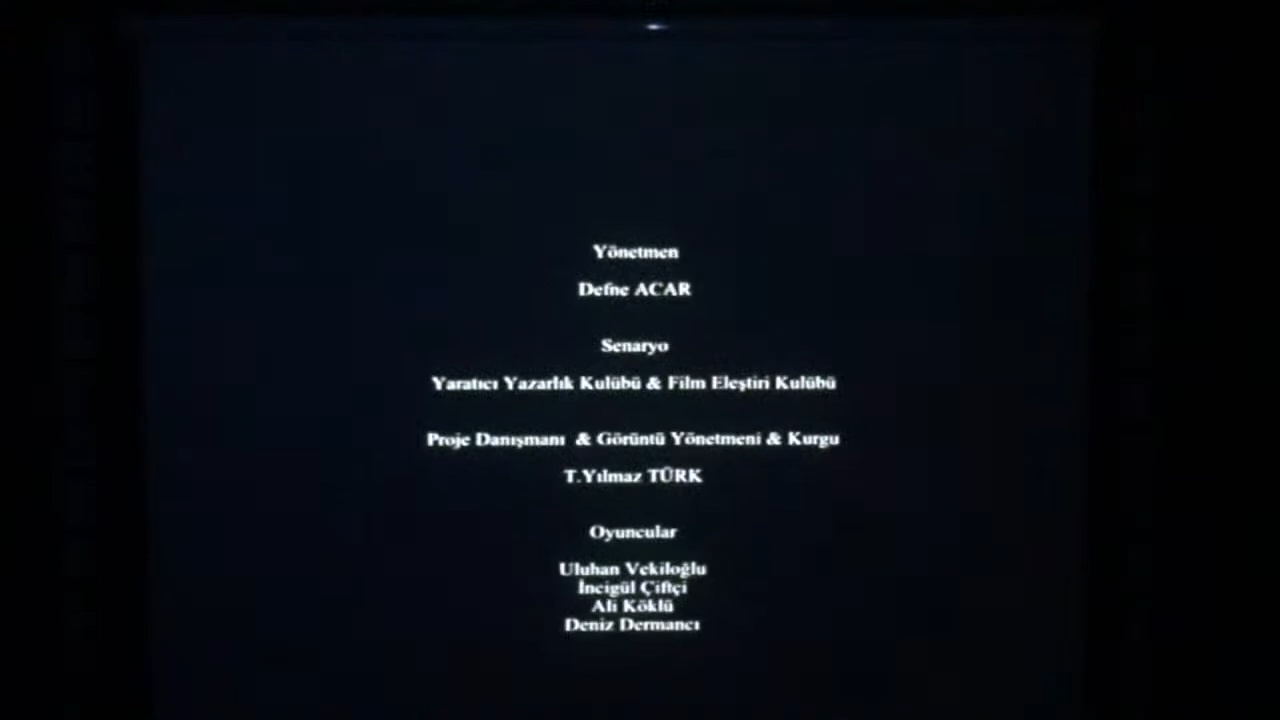 Yönetmen
Defne ACAR
Senaryo
Yaratıcı Yazarlık Kulübü & Film Eleştiri Kulübü
Proje Danışmanı & Görüntü Yönetmeni & Kurgu
T.Yılmaz TÜRK
Oyuncular
Uluhan Vekiloğlu
İncigül Çiftçi
Ali Köklü
Deniz Dermancı